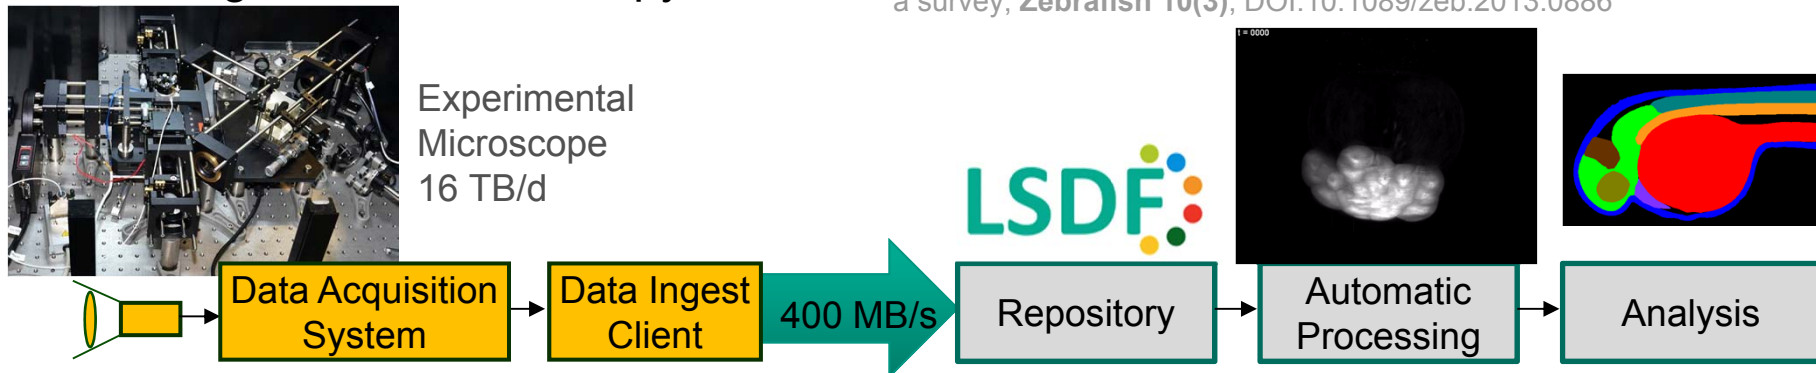 a survey, Zebrafish 10(3), DOI:10.1089/zeb.2013.0886
t = 0000
Experimental
Microscope
16 TB/d
LSDF
Data Acquisition
System
Data Ingest
Client
400 MB/s
Repository
Automatic
Processing
Analysis